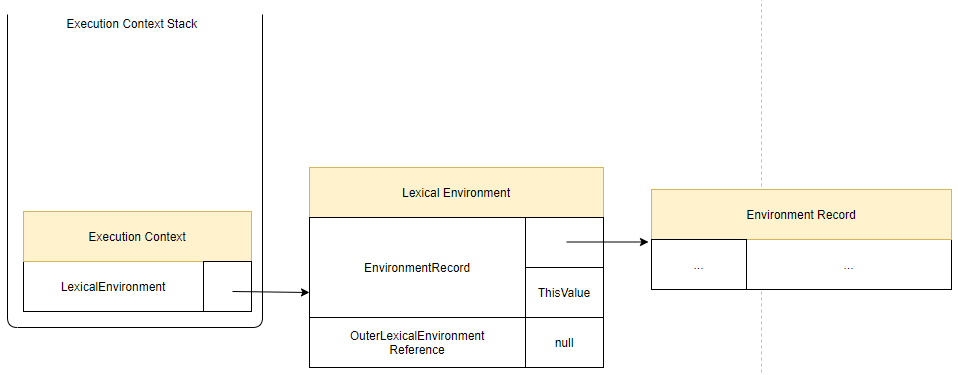 Execution Context Stack
Execution Context
LexicalEnvironment
Lexical Environment
EnvironmentRecord
ThisValue
OuterLexicalEnvironment
Reference
null
Environment Record
...
...